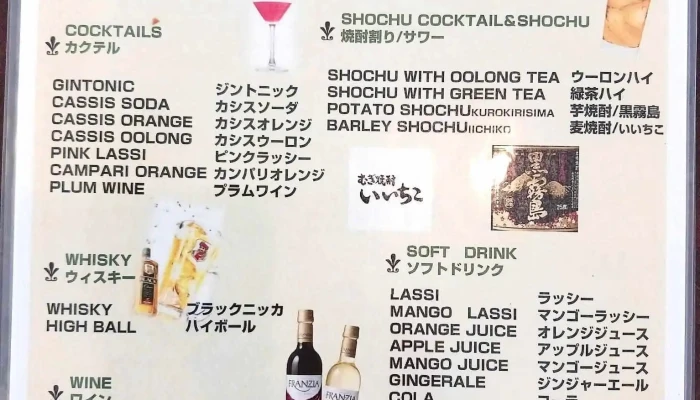 COCKTAILS
カクテル
GINTONIC ジントニック
CASSIS SODA カシスソーダ
CASSIS ORANGE カシスオレンジ
CASSIS OOLONG カシスウーロン
PINK LASSI ピンクラッシー
CAMPARI ORANGE カンパリオレンジ
PLUM WINE プラムワイン
SHOCHU COCKTAIL&SHOCHU
焼酎割り/サワー
SHOCHU WITH OOLONG TEA ウーロンハイ
SHOCHU WITH GREEN TEA 緑茶ハイ
POTATO SHOCHU KUROKIRISIMA 芋焼酎/黒霧島
BARLEY SHOCHU IICHIKO 麦焼酎/いいちこ
むぎ焼酎
いいちこ
黒霧島
WHISKY
ウィスキー
WHISKY ブラックニッカ
HIGH BALL ハイボール
SOFT DRINK
ソフトドリンク
LASSI ラッシー
MANGO LASSI マンゴーラッシー
ORANGE JUICE オレンジジュース
APPLE JUICE アップルジュース
MANGO JUICE マンゴージュース
GINGERALE ジンジャーエール
COLA コーラ
WINE
ワイン
FRANZIA
FRANZIA